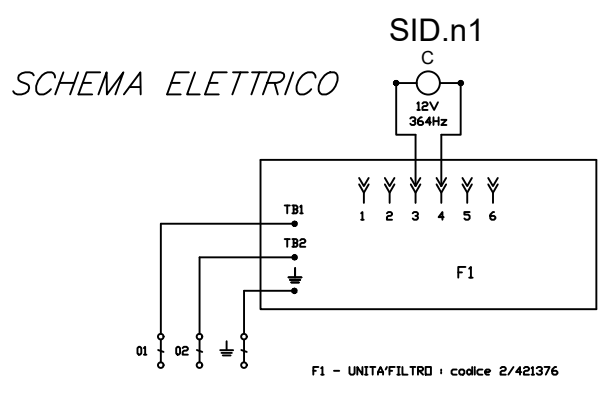 SID.n1
C
SCHEMA ELETTRICO
12V
364Hz
1 2 3 4 5 6
TB1
TB2
F1
01 02
F1 - UNITA'FILTRO : codice 2/421376